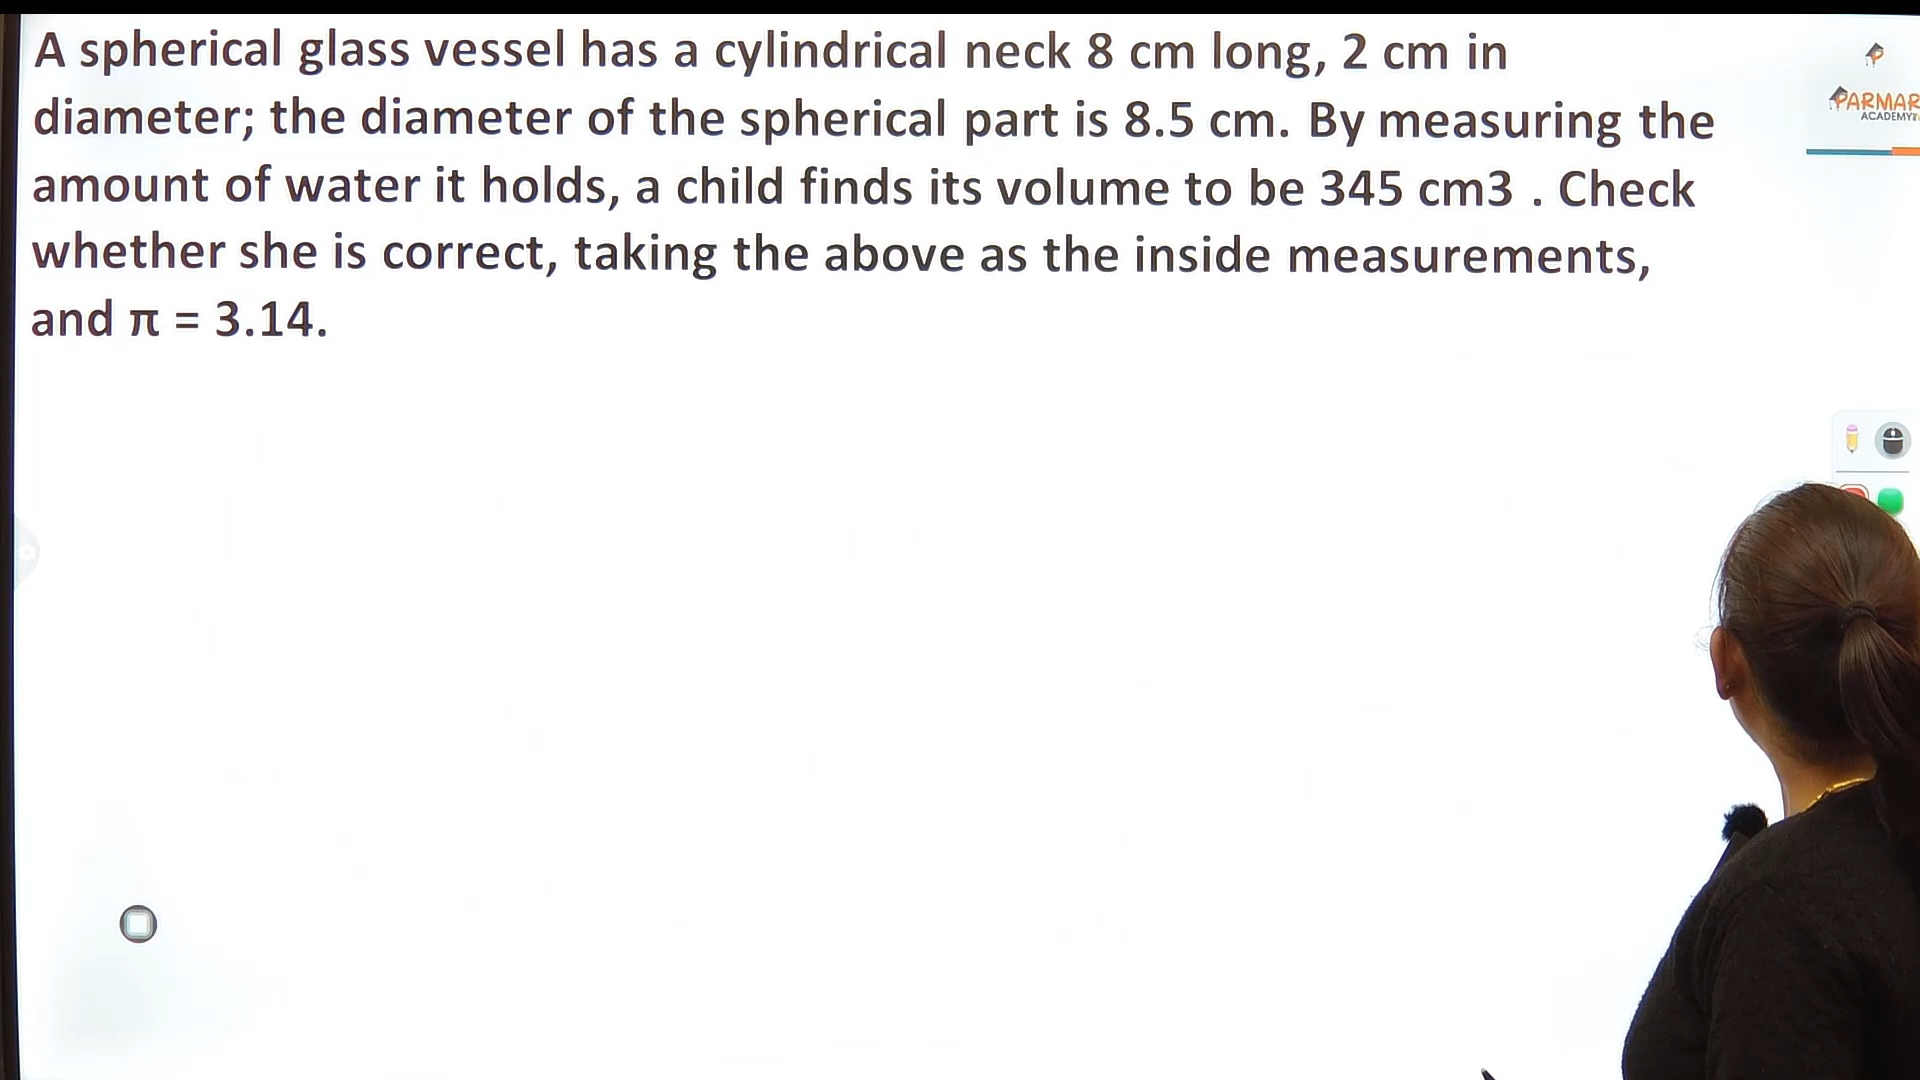 A spherical glass vessel has a cylindrical neck 8 cm long, 2 cm in
diameter; the diameter of the spherical part is 8.5 cm. By measuring the
amount of water it holds, a child finds its volume to be 345 cm3 . Check
whether she is correct, taking the above as the inside measurements,
and π = 3.14.
PARMAR
ACADEMY